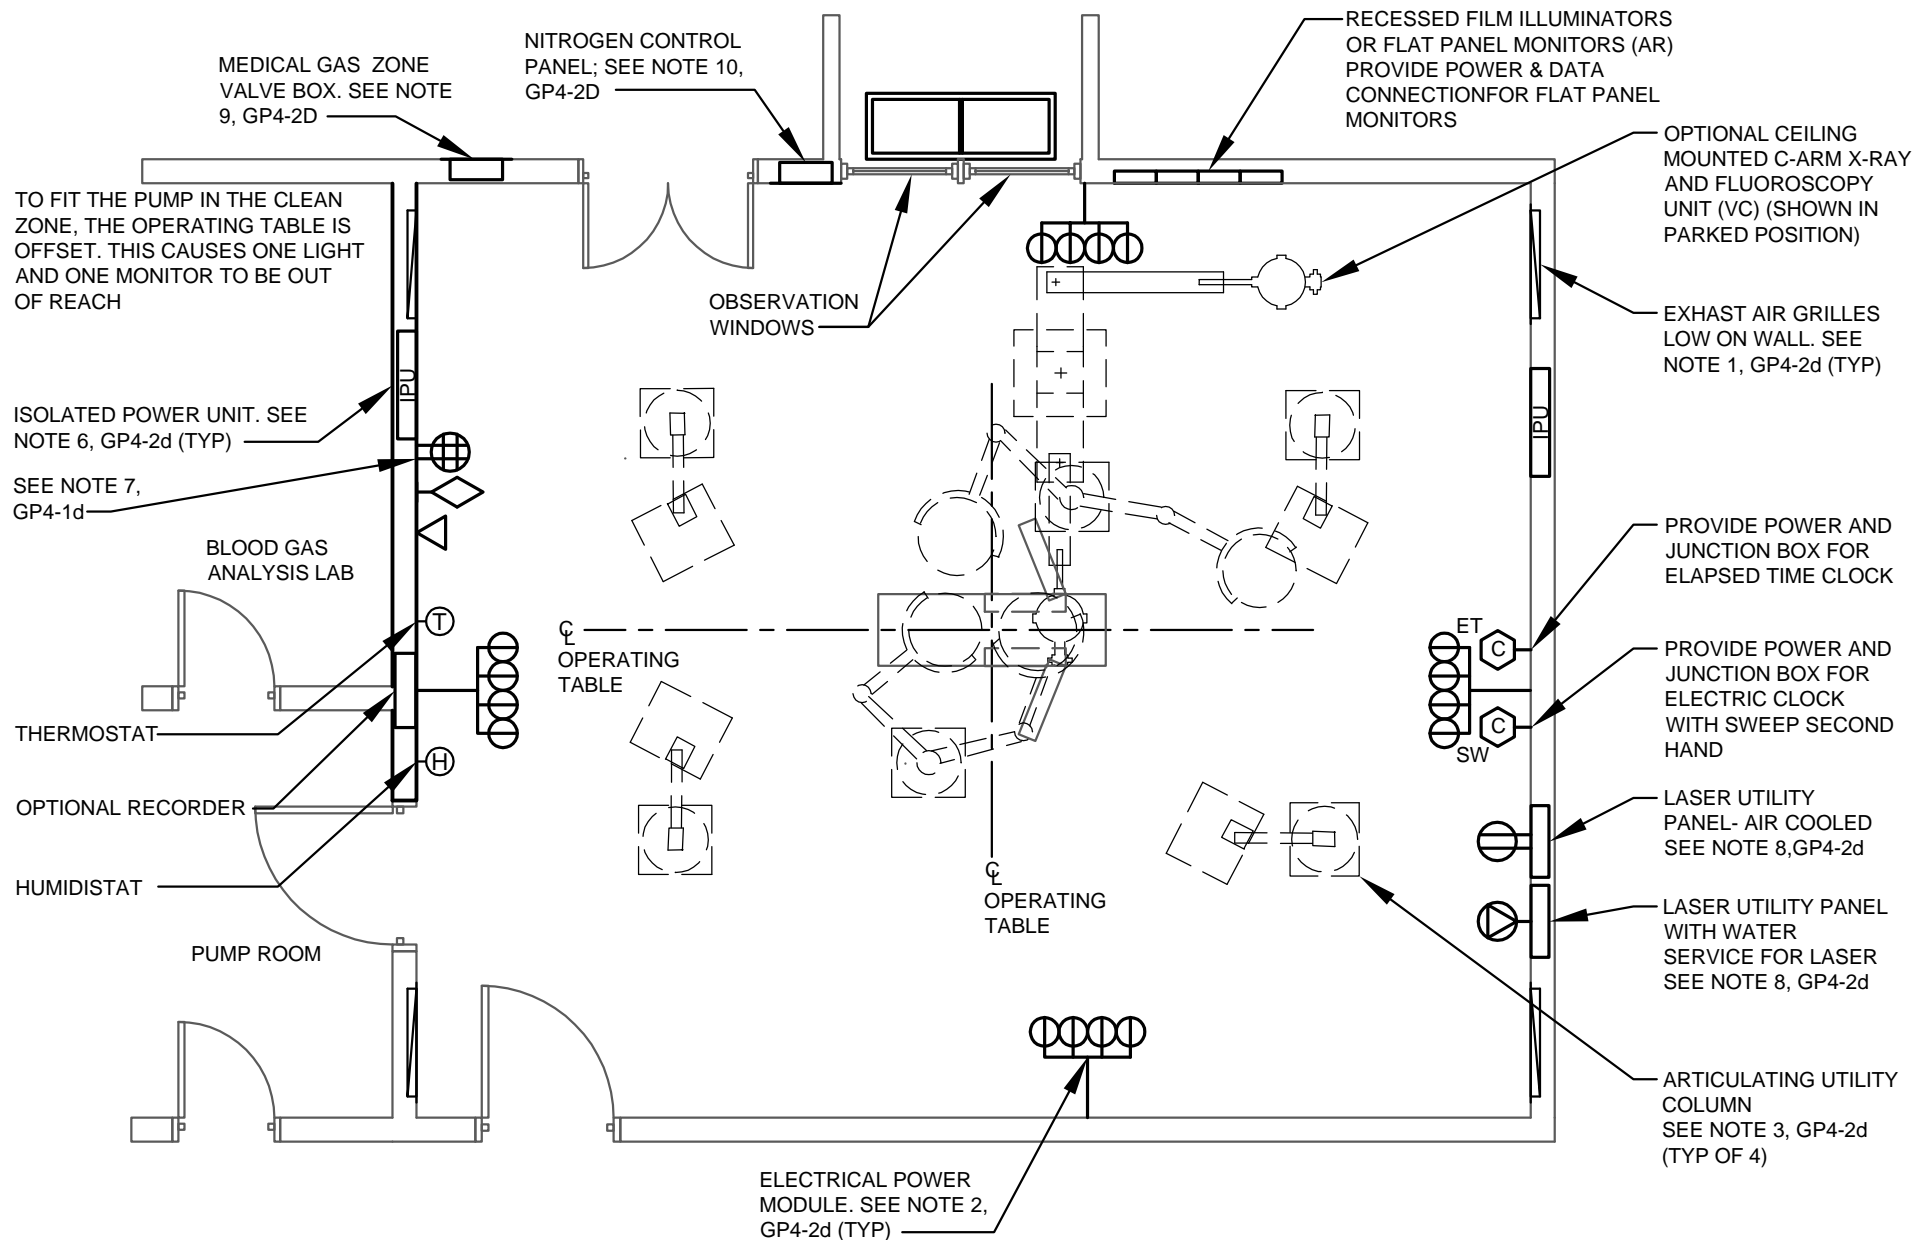 MEDICAL GAS ZONE
VALVE BOX. SEE NOTE
9, GP4-2D
NITROGEN CONTROL
PANEL; SEE NOTE 10,
GP4-2D
RECESSED FILM ILLUMINATORS
OR FLAT PANEL MONITORS (AR)
PROVIDE POWER & DATA
CONNECTIONFOR FLAT PANEL
MONITORS
OPTIONAL CEILING
MOUNTED C-ARM X-RAY
AND FLUOROSCOPY
UNIT (VC) (SHOWN IN
PARKED POSITION)
TO FIT THE PUMP IN THE CLEAN
ZONE, THE OPERATING TABLE IS
OFFSET. THIS CAUSES ONE LIGHT
AND ONE MONITOR TO BE OUT
OF REACH
OBSERVATION
WINDOWS
EXHAST AIR GRILLES
LOW ON WALL. SEE
NOTE 1, GP4-2d (TYP)
IPU
IPU
ISOLATED POWER UNIT. SEE
NOTE 6, GP4-2d (TYP)
SEE NOTE 7,
GP4-1d
BLOOD GAS
ANALYSIS LAB
PROVIDE POWER AND
JUNCTION BOX FOR
ELAPSED TIME CLOCK
T
CL
OPERATING
TABLE
ET
C
PROVIDE POWER AND
JUNCTION BOX FOR
ELECTRIC CLOCK
WITH SWEEP SECOND
HAND
C
SW
THERMOSTAT
H
OPTIONAL RECORDER
HUMIDISTAT
LASER UTILITY
PANEL- AIR COOLED
SEE NOTE 8,GP4-2d
CL
OPERATING
TABLE
LASER UTILITY PANEL
WITH WATER
SERVICE FOR LASER
SEE NOTE 8, GP4-2d
PUMP ROOM
ARTICULATING UTILITY
COLUMN
SEE NOTE 3, GP4-2d
(TYP OF 4)
ELECTRICAL POWER
MODULE. SEE NOTE 2,
GP4-2d (TYP)